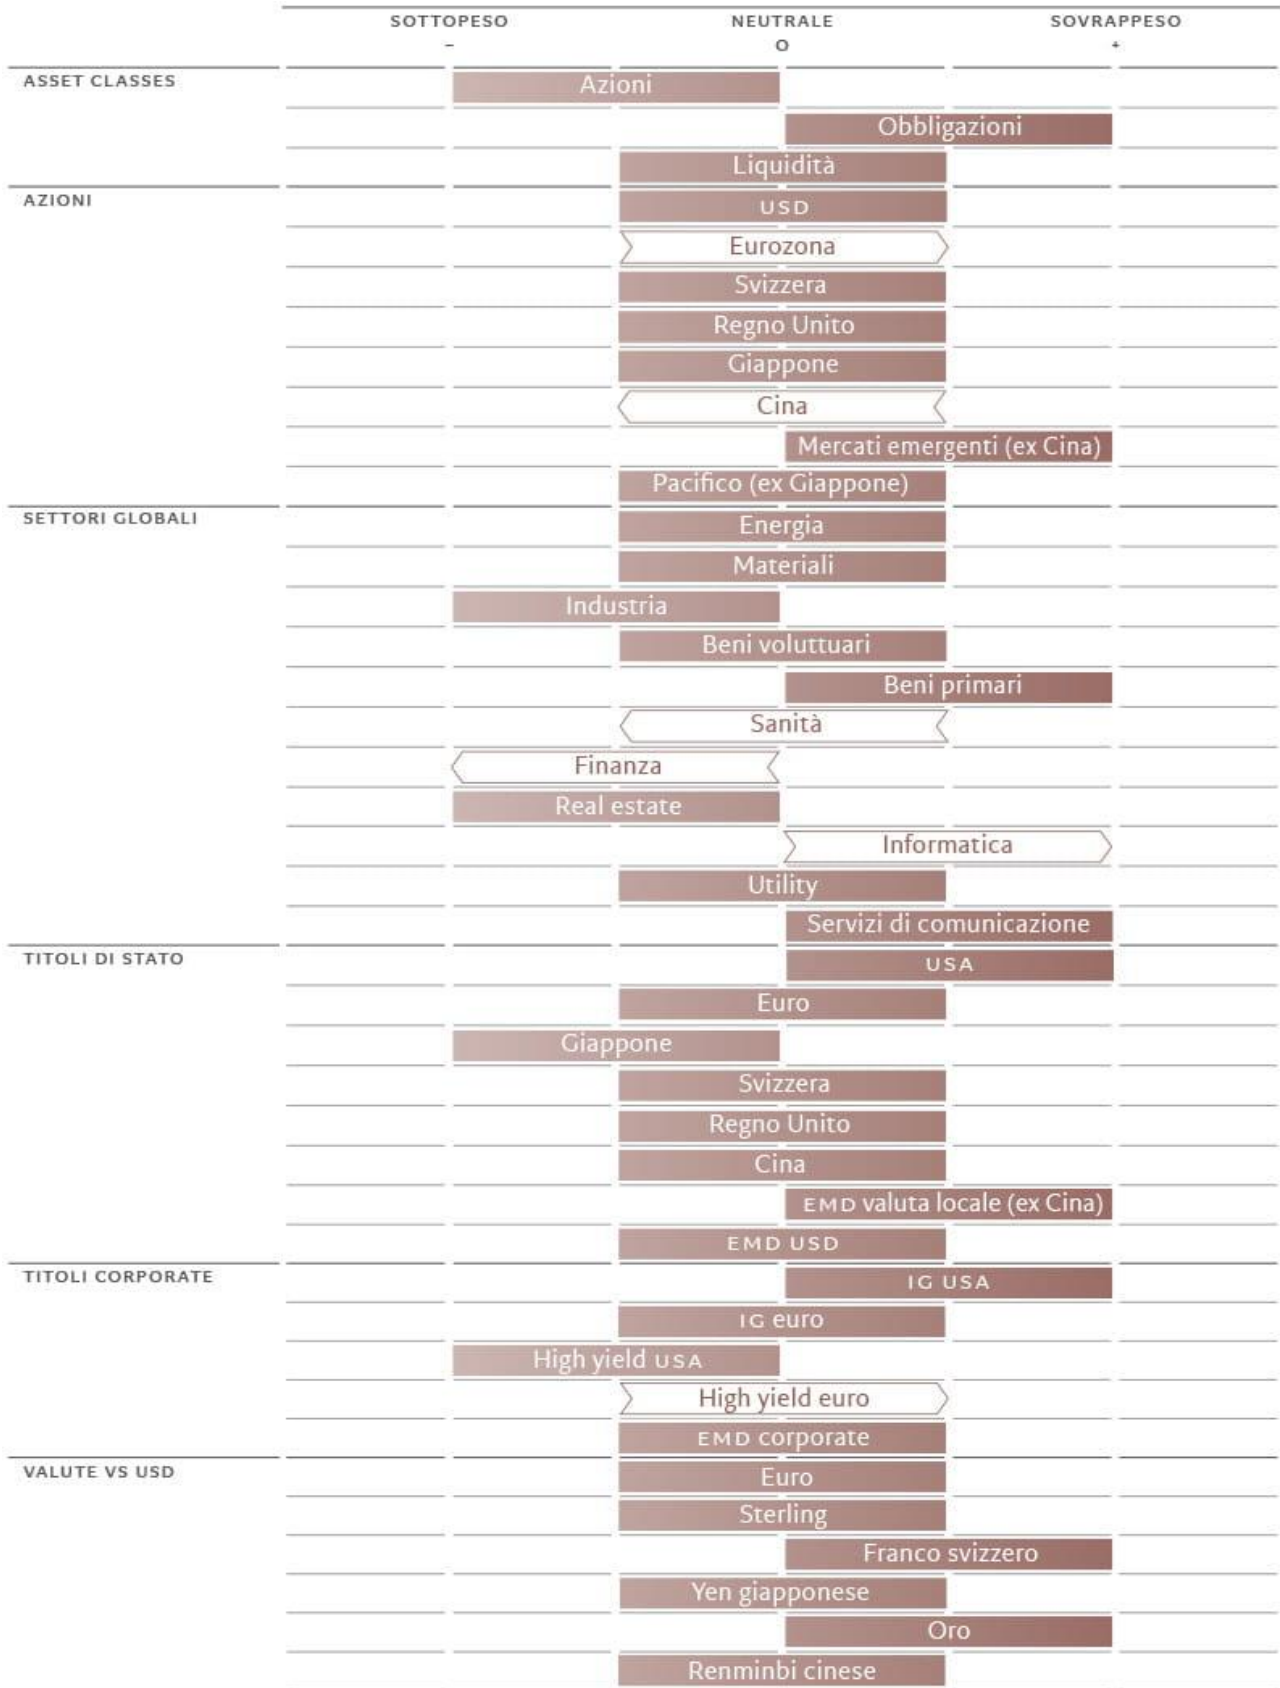 SOTTOPESO NEUTRALE SOVRAPPESO
– O +
ASSET CLASSES Azioni
Obbligazioni
Liquidità
AZIONI USD
Eurozona
Svizzera
Regno Unito
Giappone
Cina
Mercati emergenti (ex Cina)
Pacifico (ex Giappone)
SETTORI GLOBALI Energia
Materiali
Industria
Beni voluttuari
Beni primari
Sanità
Finanza
Real estate
Informatica
Utility
Servizi di comunicazione
TITOLI DI STATO USA
Euro
Giappone
Svizzera
Regno Unito
Cina
EMD valuta locale (ex Cina)
EMD USD
TITOLI CORPORATE IG USA
IG euro
High yield USA
High yield euro
EMD corporate
VALUTE VS USD Euro
Sterling
Franco svizzero
Yen giapponese
Oro
Renminbi cinese